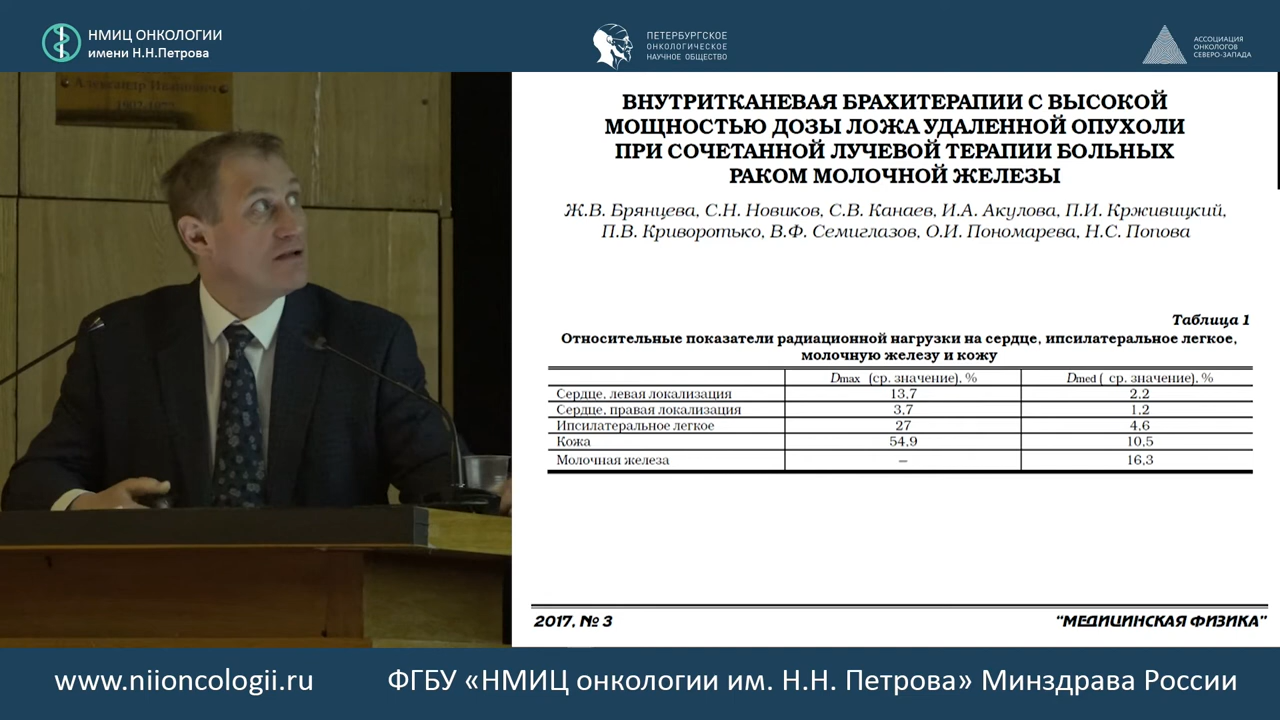 НМИЦ ОНКОЛОГИИ
имени Н.Н.Петрова
ПЕТЕРБУРГСКОЕ
ОНКОЛОГИЧЕСКОЕ
НАУЧНОЕ ОБЩЕСТВО
АССОЦИАЦИЯ
ОНКОЛОГОВ
СЕВЕРО-ЗАПАДА
Александр Иванович
ВНУТРИТКАНЕВАЯ БРАХИТЕРАПИИ С ВЫСОКОЙ
МОЩНОСТЬЮ ДОЗЫ ЛОЖА УДАЛЕННОЙ ОПУХОЛИ
ПРИ СОЧЕТАННОЙ ЛУЧЕВОЙ ТЕРАПИИ БОЛЬНЫХ
РАКОМ МОЛОЧНОЙ ЖЕЛЕЗЫ
Ж.В. Брянцева, С.Н. Новиков, С.В. Канаев, И.А. Акулова, П.И. Крживицкий,
П.В. Криворотько, В.Ф. Семиглазов, О.И. Пономарева, Н.С. Попова
Таблица 1
Относительные показатели радиационной нагрузки на сердце, ипсилатеральное легкое,
молочную железу и кожу
Dmax (ср. значение), % Dmed ( ср. значение), %
Сердце, левая локализация 13.7 2.2
Сердце, правая локализация 3.7 1.2
Ипсилатеральное легкое 27 4.6
Кожа 54.9 10.5
Молочная железа – 16.3
2017, № 3 "МЕДИЦИНСКАЯ ФИЗИКА"
www.niioncologii.ru ФГБУ «НМИЦ онкологии им. Н.Н. Петрова» Минздрава России